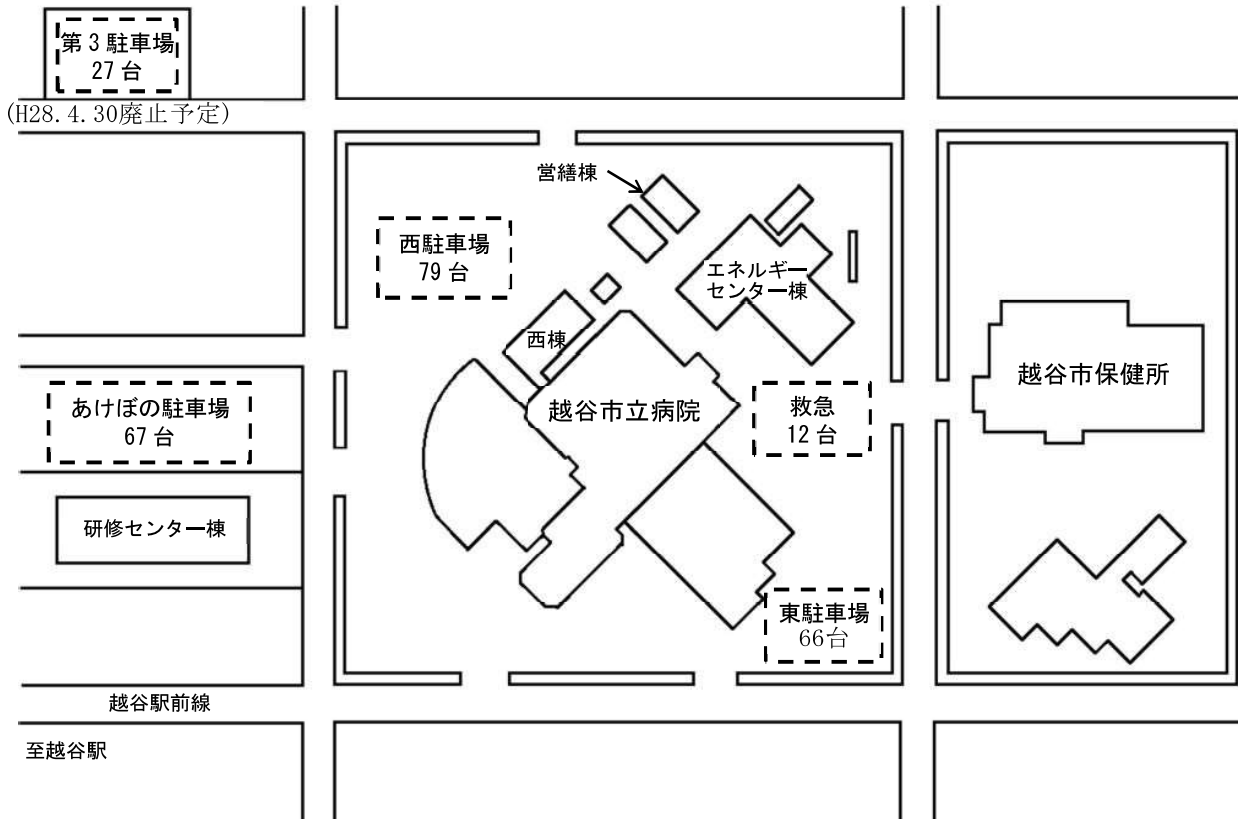 第3駐車場
27台
(H28.4.30廃止予定)
営繕棟
西駐車場
79台
エネルギー
センター棟
西棟
越谷市保健所
あけぼの駐車場
67台
越谷市立病院
救急
12台
研修センター棟
東駐車場
66台
越谷駅前線
至越谷駅